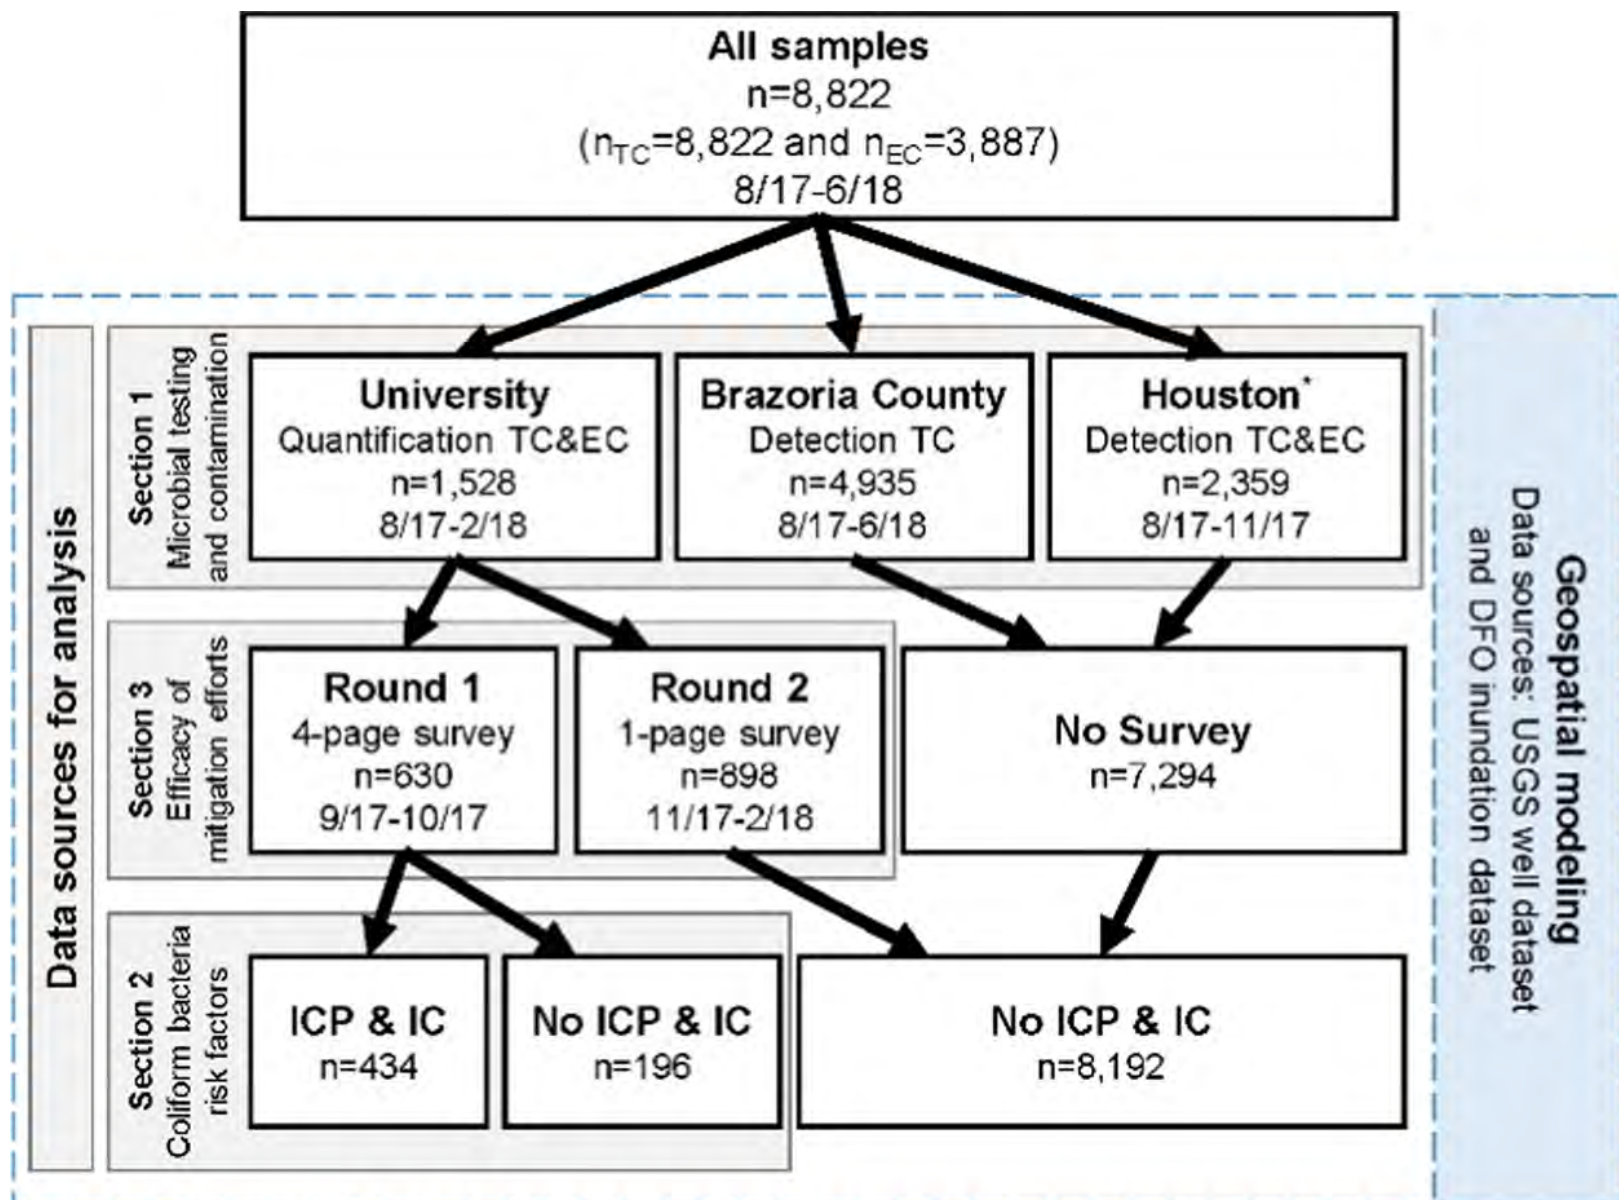 All samples
n=8,822
(nTC=8,822 and nEC=3,887)
8/17-6/18
Data sources for analysis
Section 1
Microbial testing
and contamination
University
Quantification TC&EC
n=1,528
8/17-2/18
Brazoria County
Detection TC
n=4,935
8/17-6/18
Houston*
Detection TC&EC
n=2,359
8/17-11/17
Section 3
Efficacy of
mitigation efforts
Round 1
4-page survey
n=630
9/17-10/17
Round 2
1-page survey
n=898
11/17-2/18
No Survey
n=7,294
Section 2
Coliform bacteria
risk factors
ICP & IC
n=434
No ICP & IC
n=196
No ICP & IC
n=8,192
Geospatial modeling
Data sources: USGS well dataset
and DFO inundation dataset